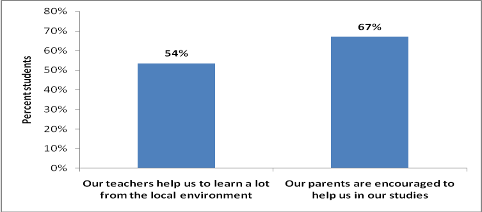 80%
70%
60%
50%
40%
30%
20%
10%
0%
Percent students
54%
67%
Our teachers help us to learn a lot
from the local environment
Our parents are encouraged to
help us in our studies